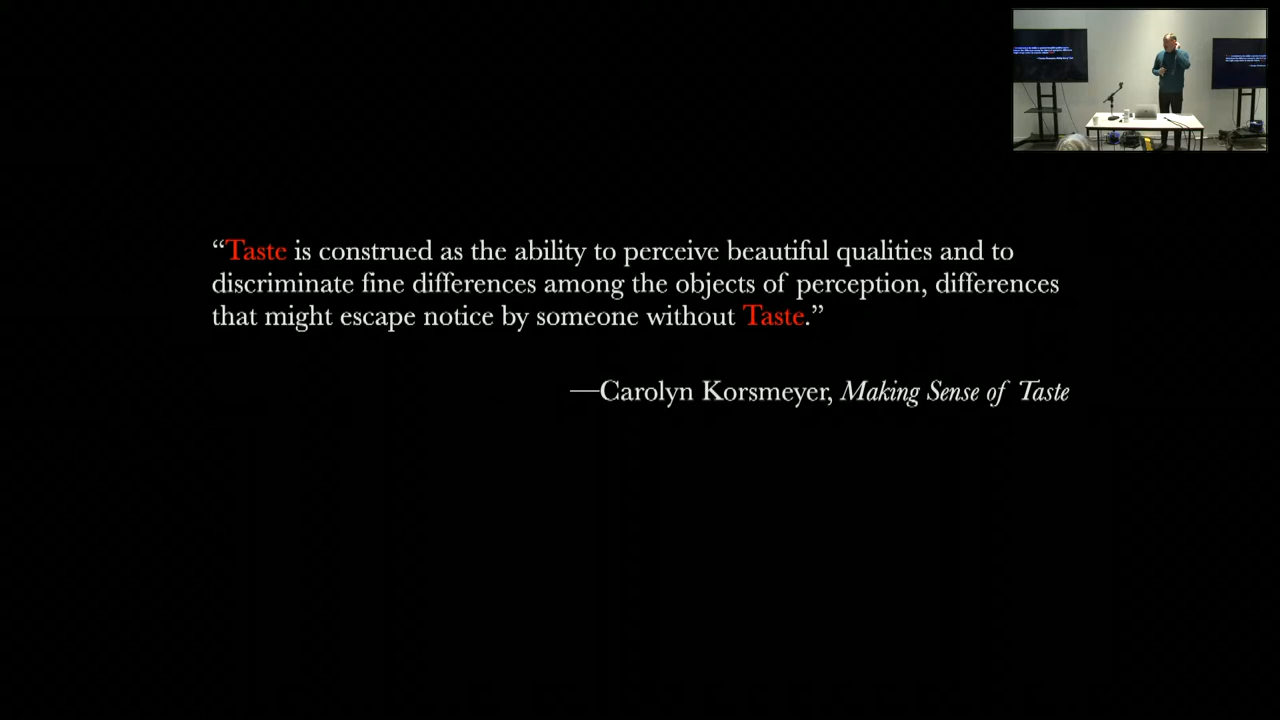 “Taste is construed as the ability to perceive beautiful qualities and to
discriminate fine differences among the objects of perception, differences
that might escape notice by someone without Taste.”
—Carolyn Korsmeyer, Making Sense of Taste